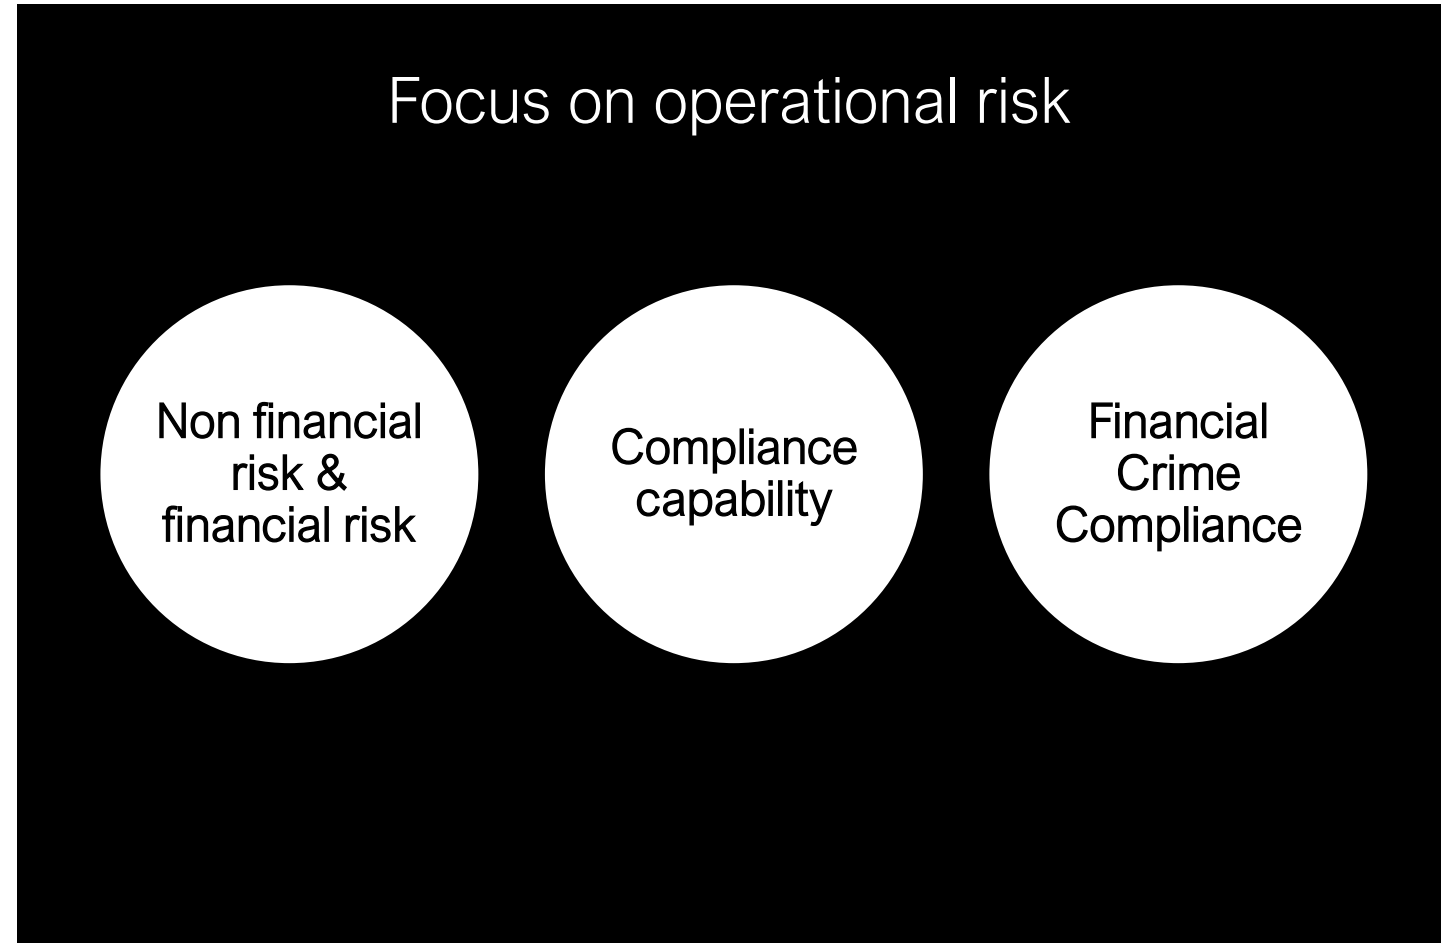 Focus on operational risk
Non financial
risk &
financial risk
Compliance
capability
Financial
Crime
Compliance